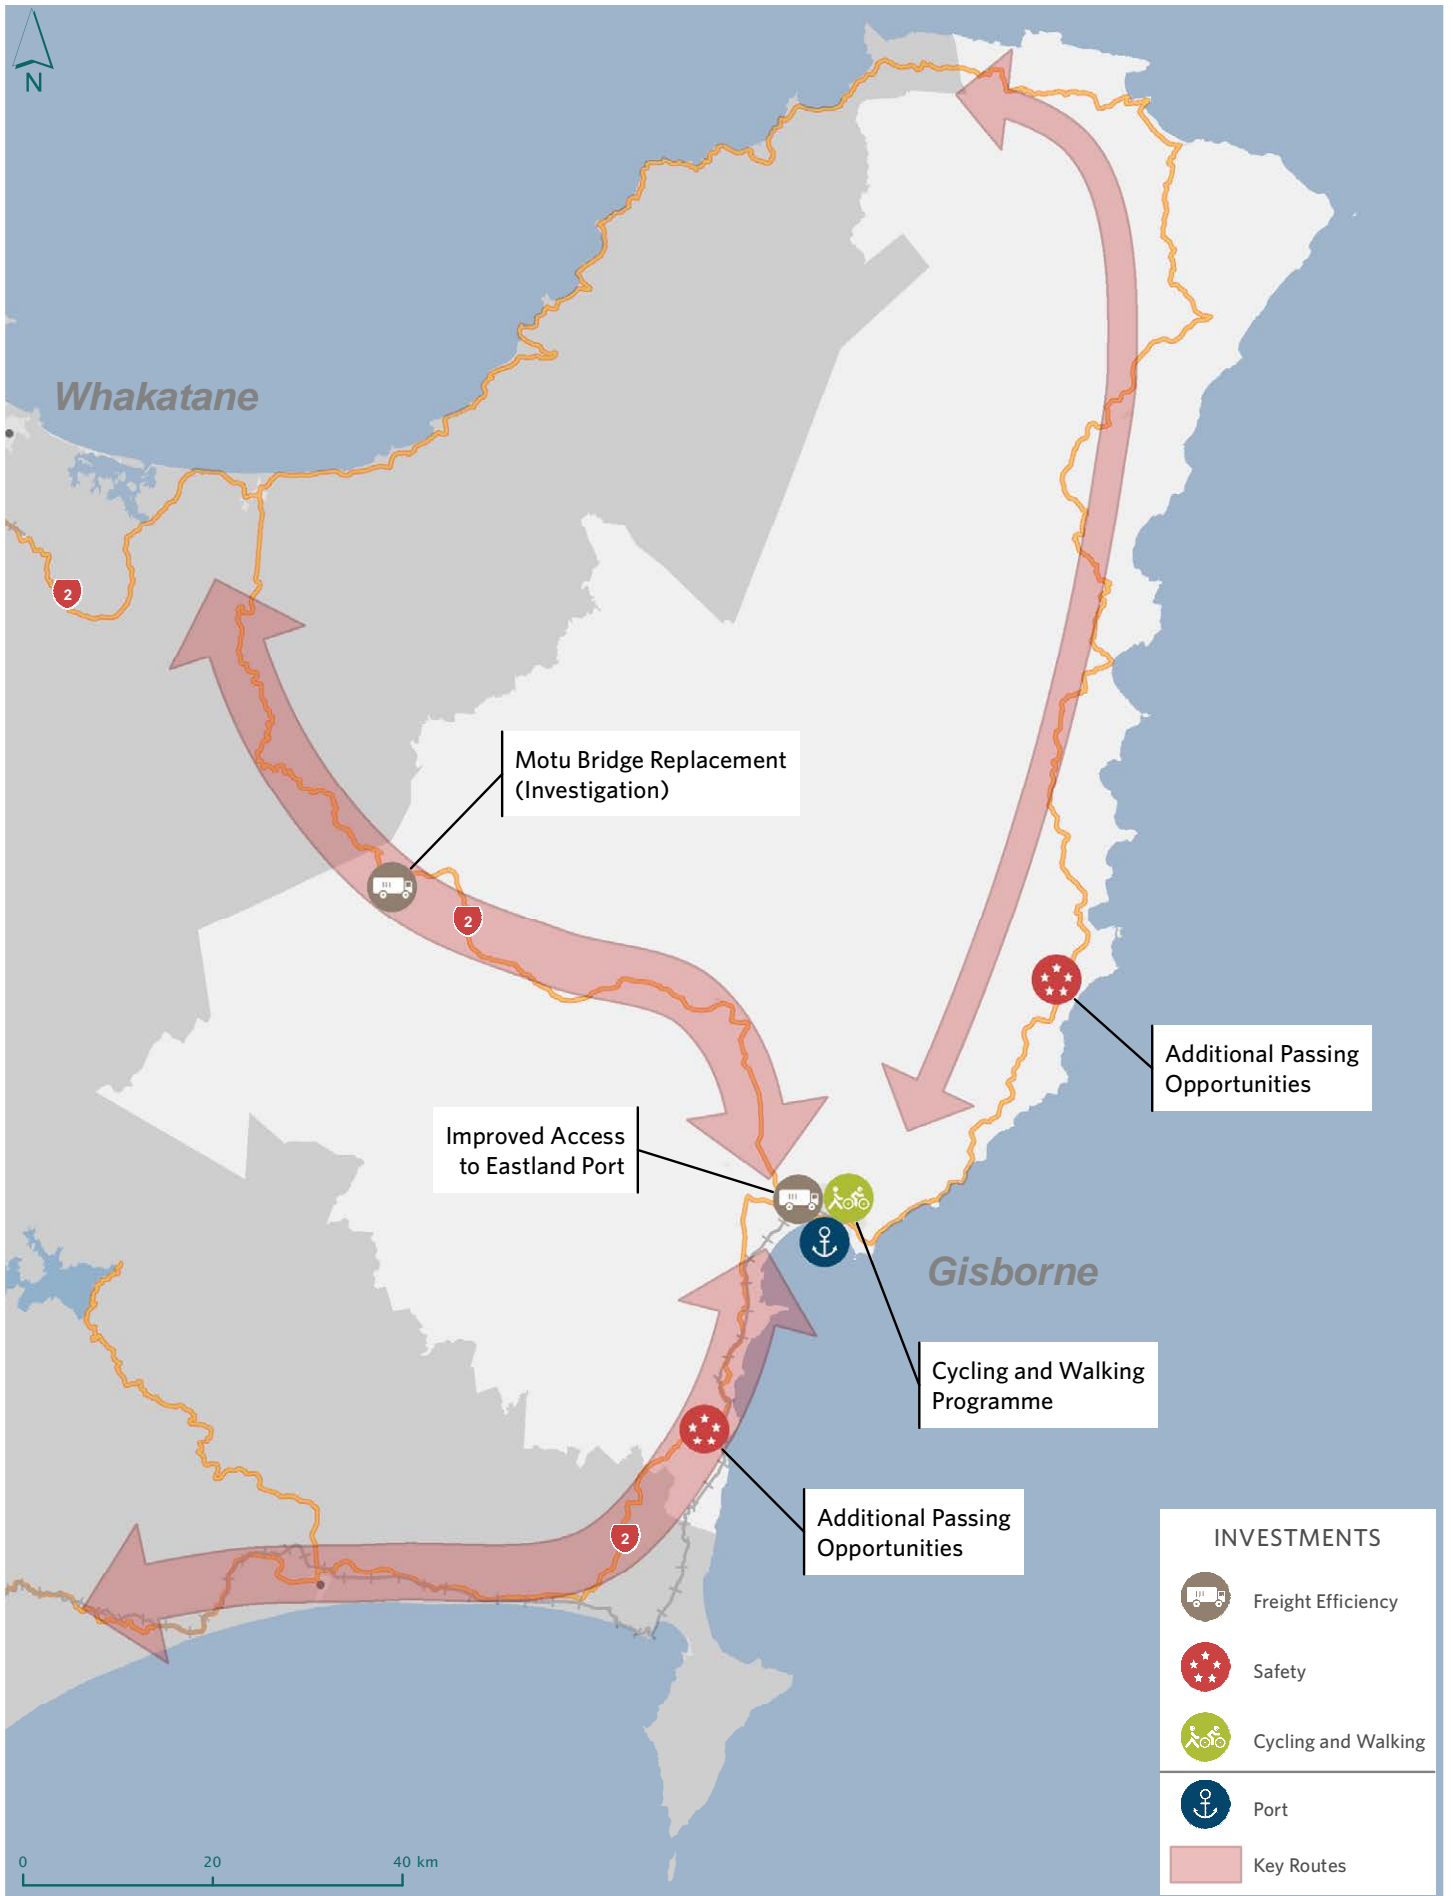 N
Whakatane
2
Motu Bridge Replacement
(Investigation)
2
Additional Passing
Opportunities
Improved Access
to Eastland Port
Gisborne
Cycling and Walking
Programme
Additional Passing
Opportunities
2
INVESTMENTS
Freight Efficiency
Safety
Cycling and Walking
Port
Key Routes
0 20 40 km